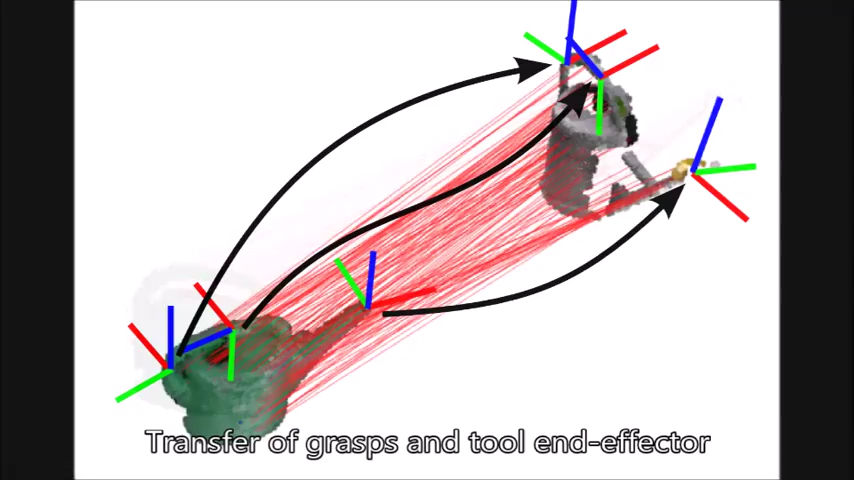 Transfer of grasps and tool end-effector